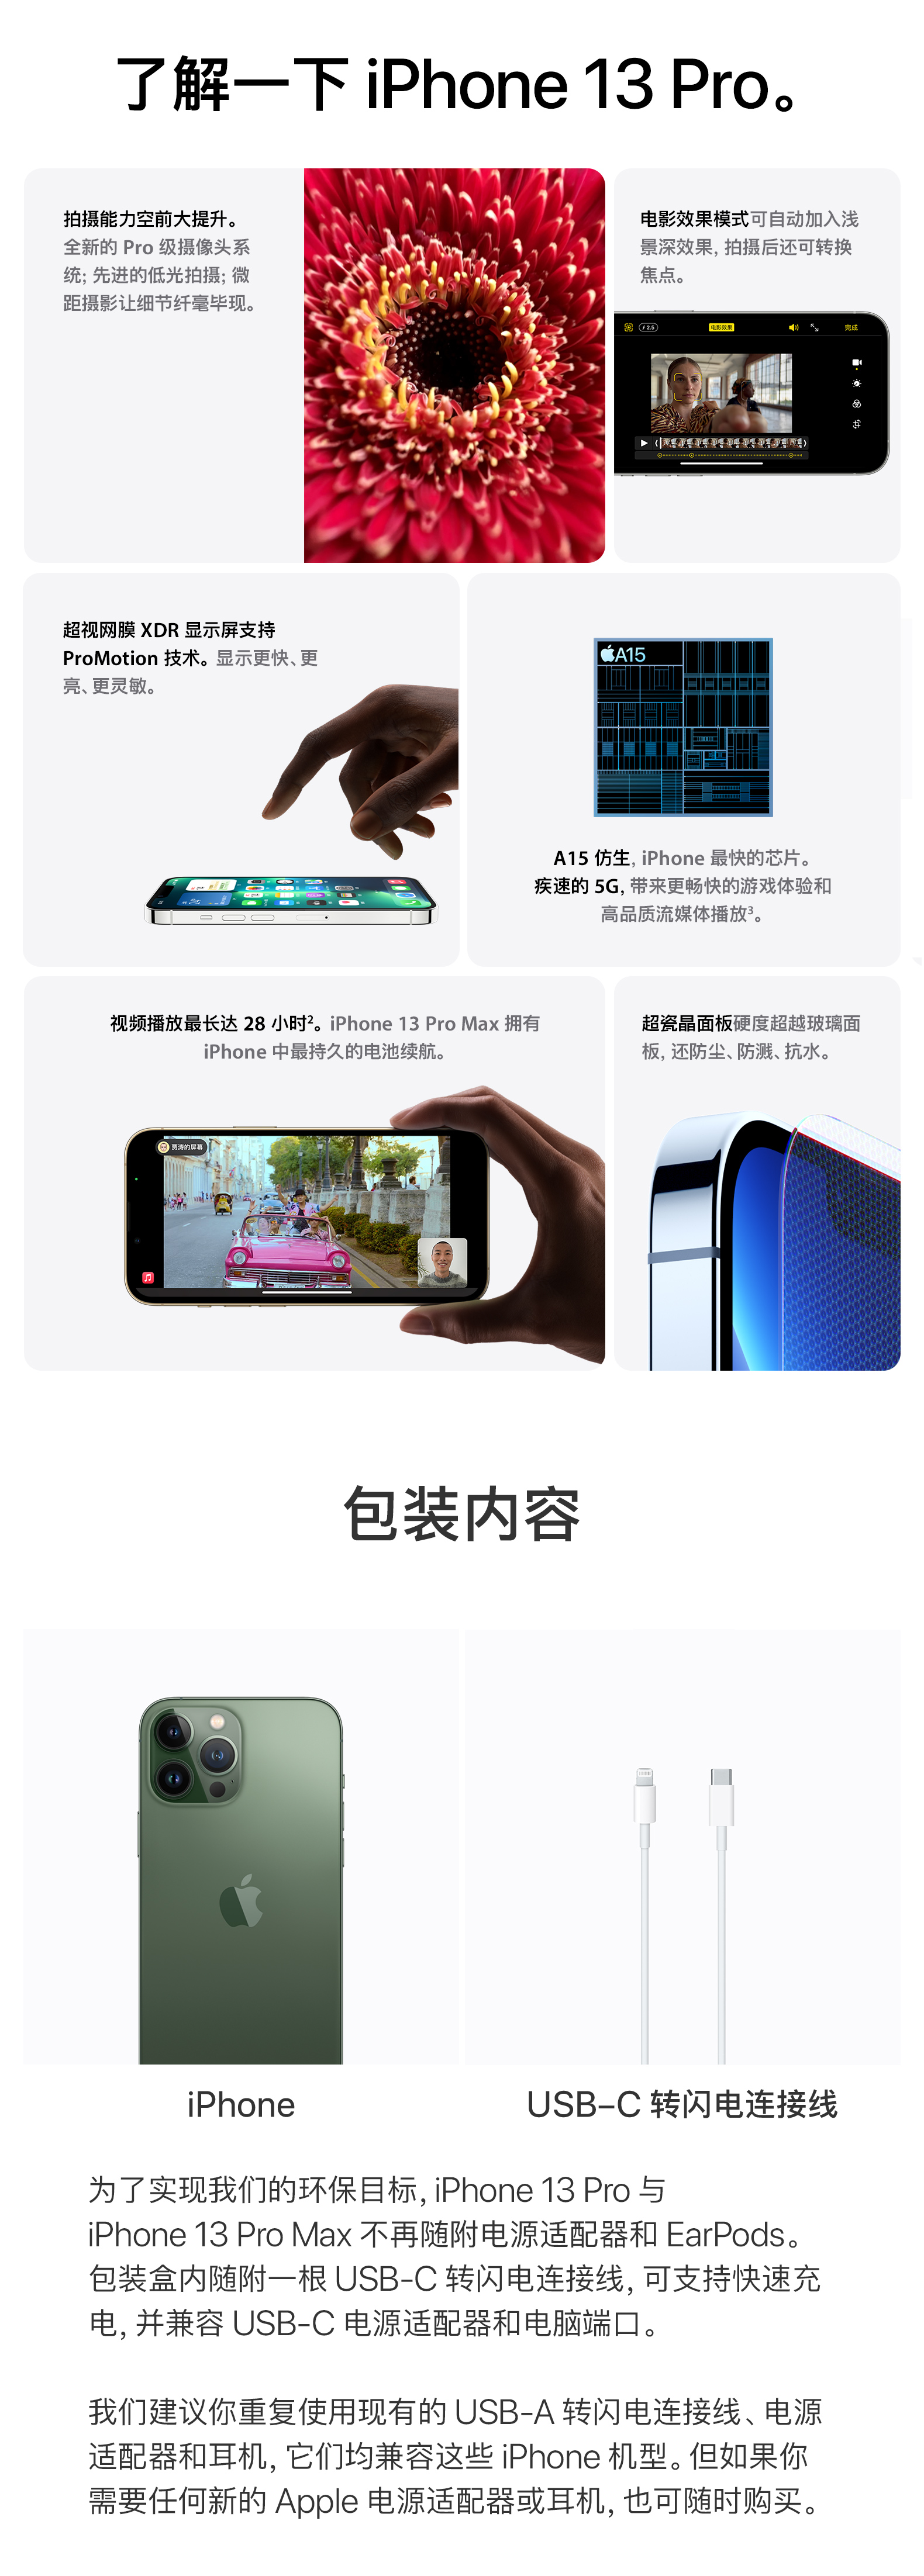 了解一下 iPhone 13 Pro。
拍摄能力空前大提升。
全新的 Pro 级摄像头系
统；先进的低光拍摄；微
距摄影让细节纤毫毕现。
电影效果模式可自动加入浅
景深效果，拍摄后还可转换
焦点。
ƒ 2.5
电影效果
完成
超视网膜 XDR 显示屏支持
ProMotion 技术。显示更快、更
亮、更灵敏。
A15
A15 仿生，iPhone 最快的芯片。
疾速的 5G，带来更畅快的游戏体验和
高品质流媒体播放³。
视频播放最长达 28 小时²。iPhone 13 Pro Max 拥有
iPhone 中最持久的电池续航。
贾涛的屏幕
超瓷晶面板硬度超越玻璃面
板，还防尘、防溅、抗水。
包装内容
iPhone
USB–C 转闪电连接线
为了实现我们的环保目标，iPhone 13 Pro 与
iPhone 13 Pro Max 不再随附电源适配器和 EarPods。
包装盒内随附一根 USB-C 转闪电连接线，可支持快速充
电，并兼容 USB-C 电源适配器和电脑端口。
我们建议你重复使用现有的 USB-A 转闪电连接线、电源
适配器和耳机，它们均兼容这些 iPhone 机型。但如果你
需要任何新的 Apple 电源适配器或耳机，也可随时购买。